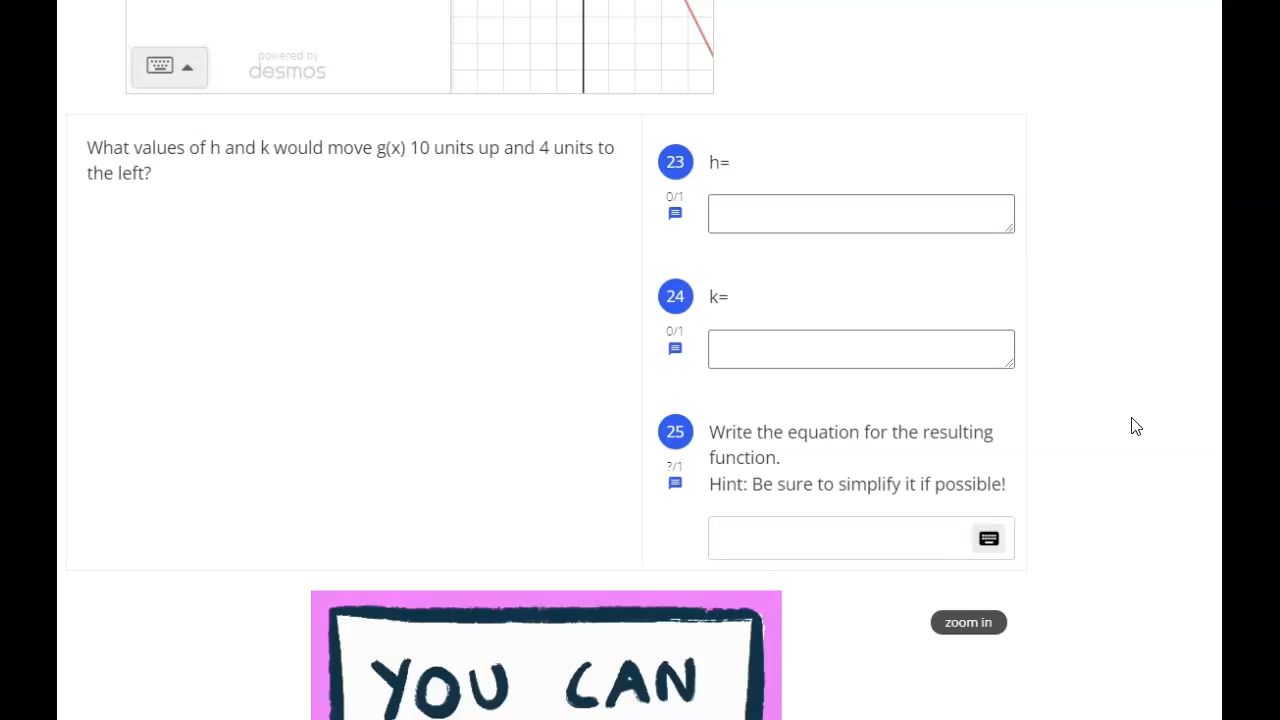 powered by
desmos
What values of h and k would move g(x) 10 units up and 4 units to
the left?
23 h=
0/1
24 k=
0/1
25 Write the equation for the resulting
function.
?/1
Hint: Be sure to simplify it if possible!
zoom in
YOU CAN